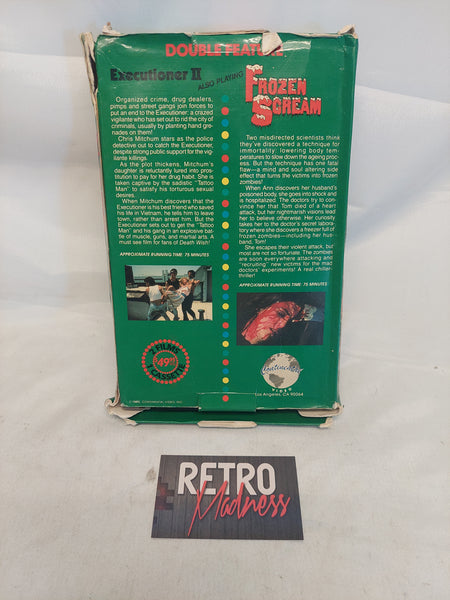 DOUBLE FEATURE
Executioner II
ALSO PLAYING
FROZEN
SCREAM
Organized crime, drug dealers,
pimps and street gangs join forces to
put an end to the Executioner: a crazed
vigilante who has set out to rid the city of
criminals, usually by planting hand gre-
nades on them!
Chris Mitchum stars as the police
detective out to catch the Executioner,
despite strong public support for the vig-
ilante killings.
As the plot thickens, Mitchum's
daughter is reluctantly lured into prosti-
tution to pay for her drug habit. She is
taken captive by the sadistic "Tattoo
Man" to satisfy his torturous sexual
desires.
When Mitchum discovers that the
Executioner is his best friend who saved
his life in Vietnam, he tells him to leave
town, rather than arrest him. But the
Executioner sets out to get the "Tattoo
Man" and his gang in an explosive bat-
tle of muscle, guns, and martial arts. A
must see film for fans of Death Wish!
APPROXIMATE RUNNING TIME: 75 MINUTES
Two misdirected scientists think
they've discovered a technique for
immortality: lowering body tem-
peratures to slow down the ageing proc-
ess. But the technique has one fatal
flaw—a mind and soul altering side
effect that turns the victims into frozen
zombies!
When Ann discovers her husband's
poisoned body, she goes into shock and
is hospitalized. The doctors try to con-
vince her that Tom died of a heart
attack, but her nightmarish visions lead
her to believe otherwise. Her curiosity
takes her to the doctor's secret labora-
tory where she discovers a freezer full of
frozen zombies—including her hus-
band, Tom!
She escapes their violent attack, but
most are not so fortunate. The zombies
are soon everywhere attacking and
"recruiting" new victims for the mad
doctors' experiments! A real chiller-
thriller!
APPROXIMATE RUNNING TIME: 75 MINUTES
2 FILMS
$49.95
1 CASSETTE
Continental
VIDEO
Los Angeles, CA 90064
RETRO
Madness